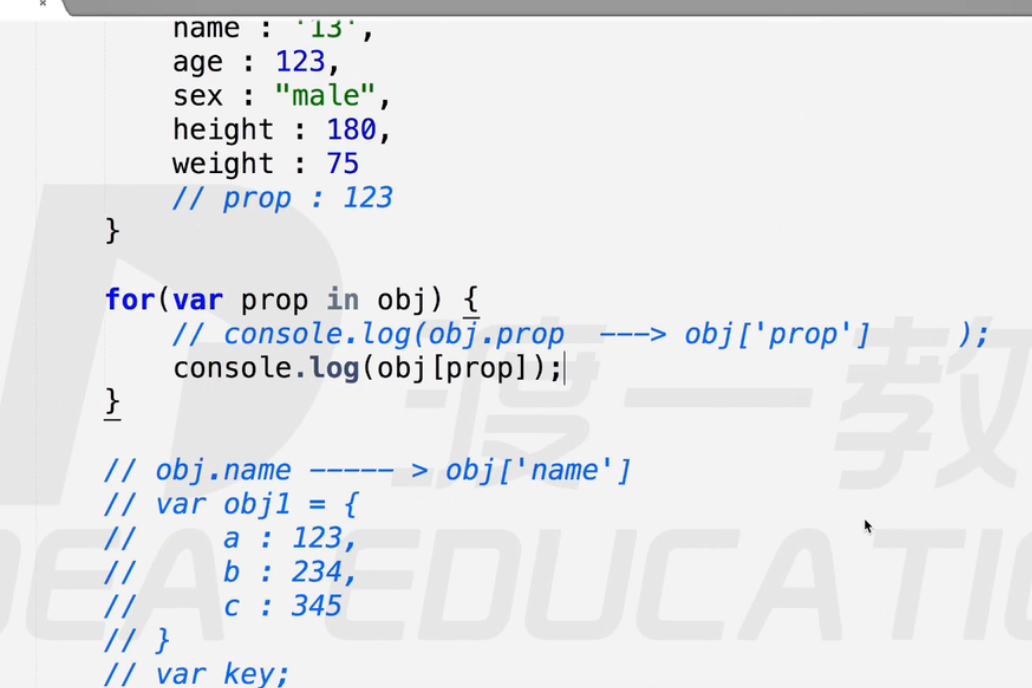 name : '13',
age : 123,
sex : "male",
height : 180,
weight : 75
// prop : 123
}
for(var prop in obj) {
// console.log(obj.prop ---> obj['prop'] );
console.log(obj[prop]);
}
// obj.name ----- > obj['name']
// var obj1 = {
// a : 123,
// b : 234,
// c : 345
// }
// var key;
渡一教
EDUCATIO